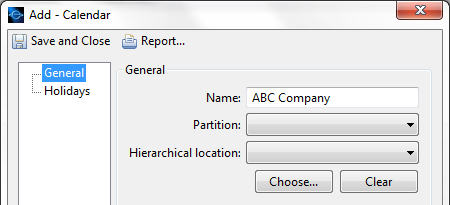 Add - Calendar
Save and Close Report...
General
Holidays
General
Name: ABC Company
Partition:
Hierarchical location:
Choose... Clear